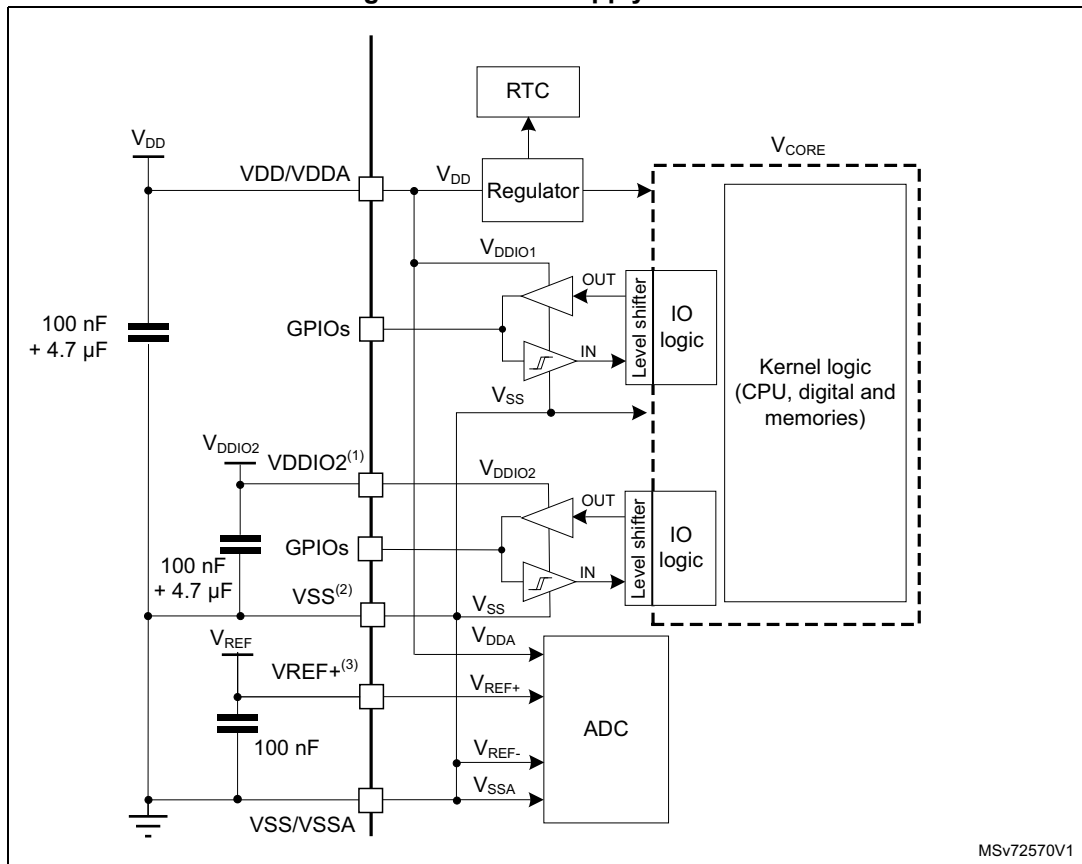 RTC
VDD
VCORE
VDD/VDDA
VDD
Regulator
VDDIO1
OUT
100 nF
+ 4.7 µF
GPIOs
Level shifter
IO
logic
IN
Kernel logic
(CPU, digital and
memories)
VSS
VDDIO2
VDDIO2(1)
VDDIO2
OUT
GPIOs
Level shifter
IO
logic
100 nF
+ 4.7 µF
IN
VSS(2)
VSS
VREF
VDDA
VREF+(3)
VREF+
ADC
100 nF
VREF-
VSSA
VSS/VSSA
MSv72570V1